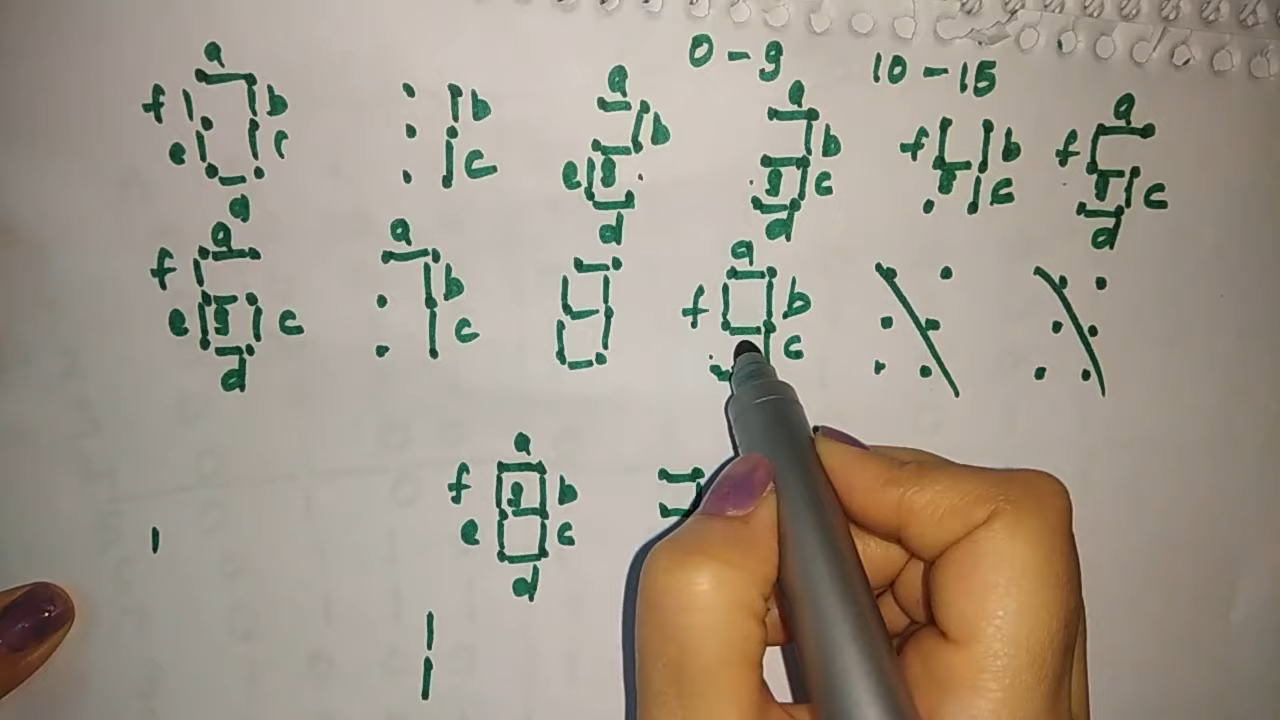 0 - 9 10 - 15
a a a a
f b b b b f b f
e c c e g g c g c g c
d d d d
a a a
f b f b
e g c c c
d
a
f g b
e c
d